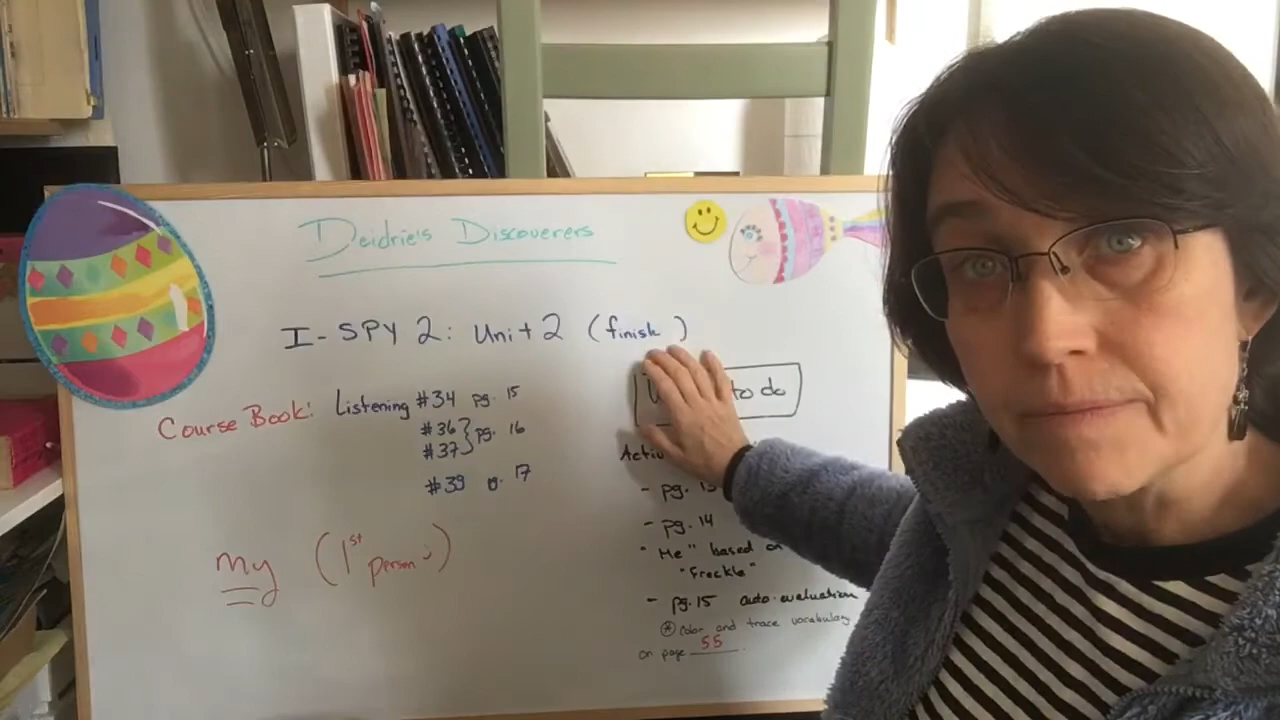 Deidrie's Discoverers
I-SPY 2: Unit 2 (finish )
Course Book: Listening #34 pg. 15
#36
#37 } pg. 16
#39 pg. 17
to do
- pg. 13
- pg. 14
"Me" based on
"Freckle"
- pg. 15 auto-evaluation
* Color and trace vocabulary
on page 55.
My (1st person)